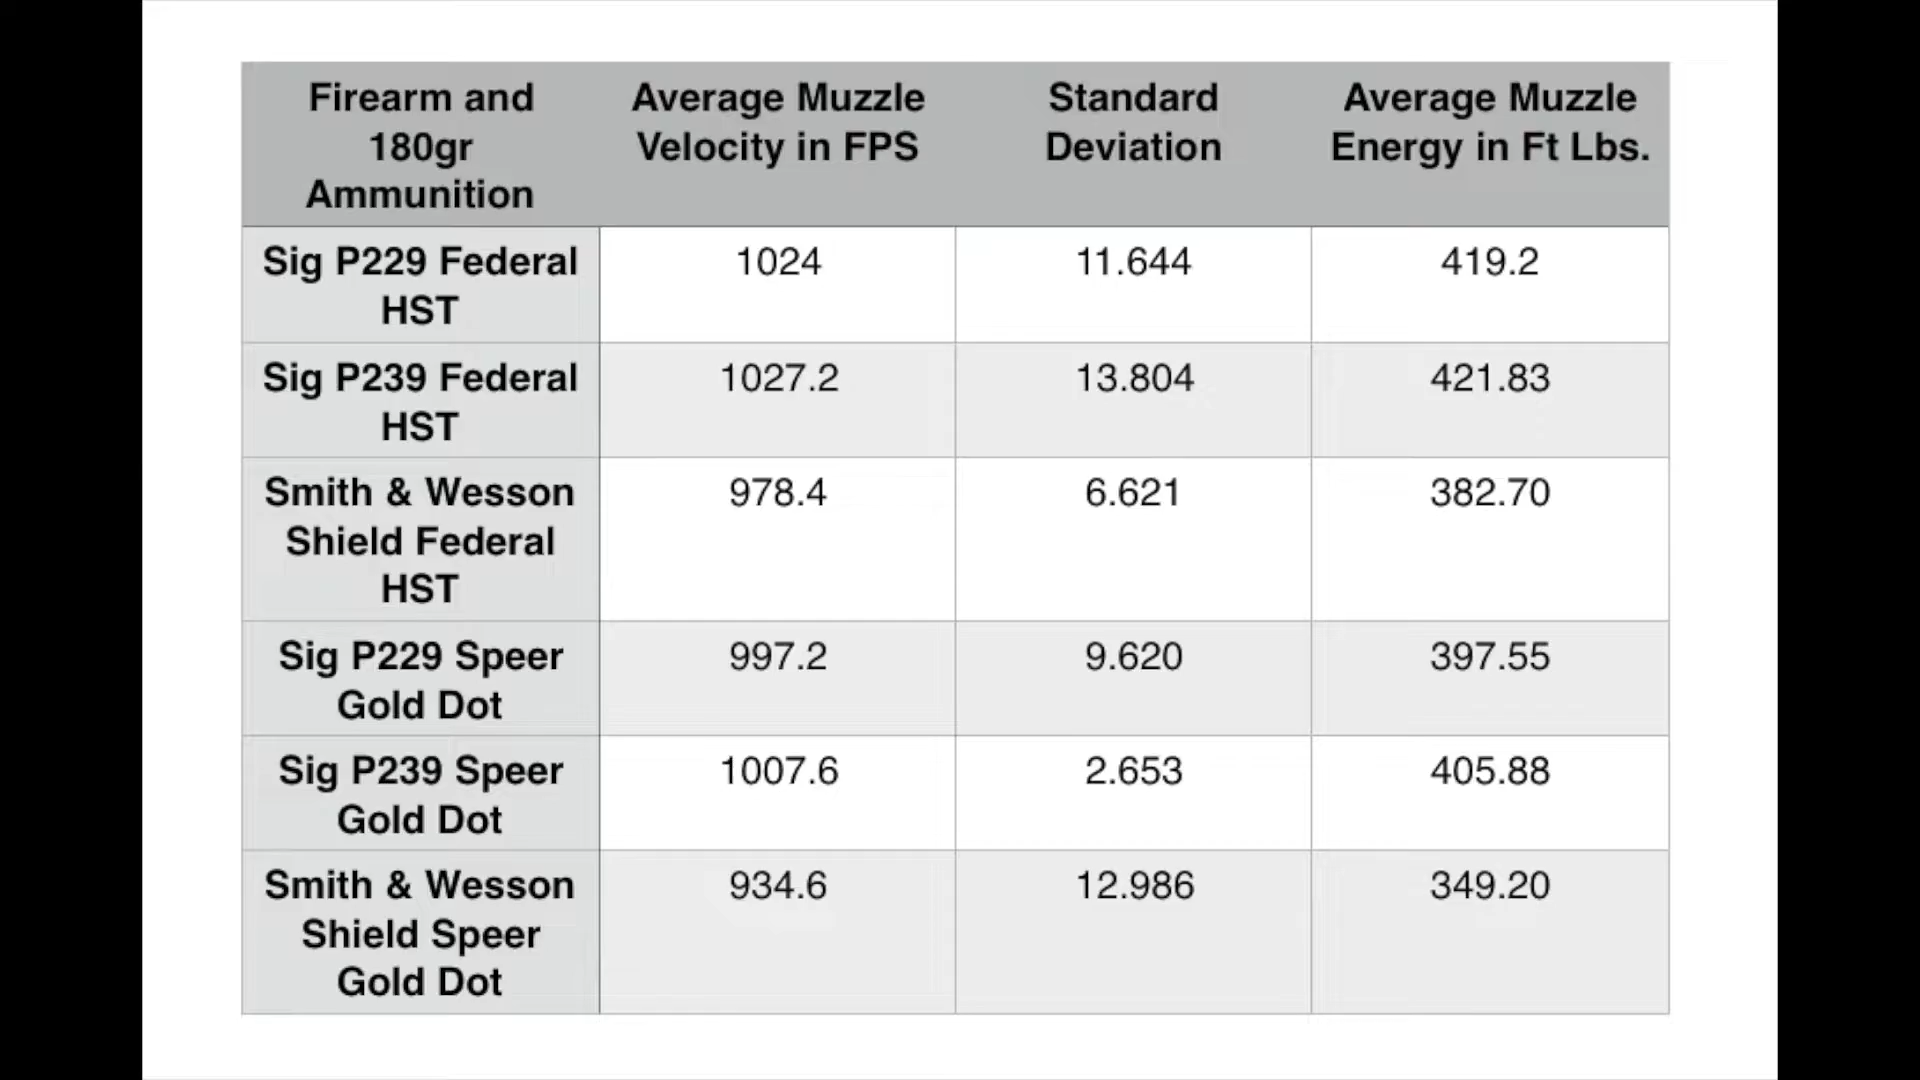 Firearm and
180gr
Ammunition
Average Muzzle
Velocity in FPS
Standard
Deviation
Average Muzzle
Energy in Ft Lbs.
Sig P229 Federal
HST
1024
11.644
419.2
Sig P239 Federal
HST
1027.2
13.804
421.83
Smith & Wesson
Shield Federal
HST
978.4
6.621
382.70
Sig P229 Speer
Gold Dot
997.2
9.620
397.55
Sig P239 Speer
Gold Dot
1007.6
2.653
405.88
Smith & Wesson
Shield Speer
Gold Dot
934.6
12.986
349.20